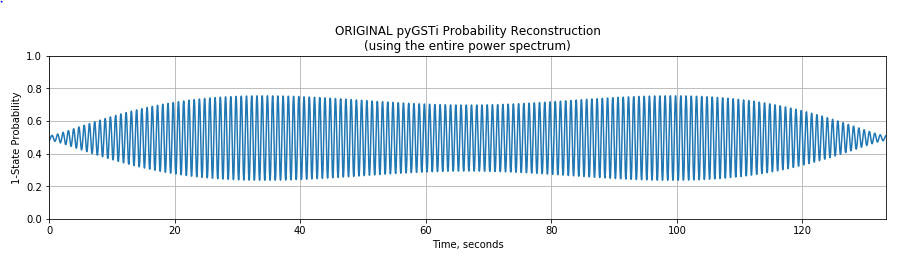 ORIGINAL pyGSTi Probability Reconstruction
(using the entire power spectrum)
1-State Probability
1.0
0.8
0.6
0.4
0.2
0.0
0 20 40 60 80 100 120
Time, seconds